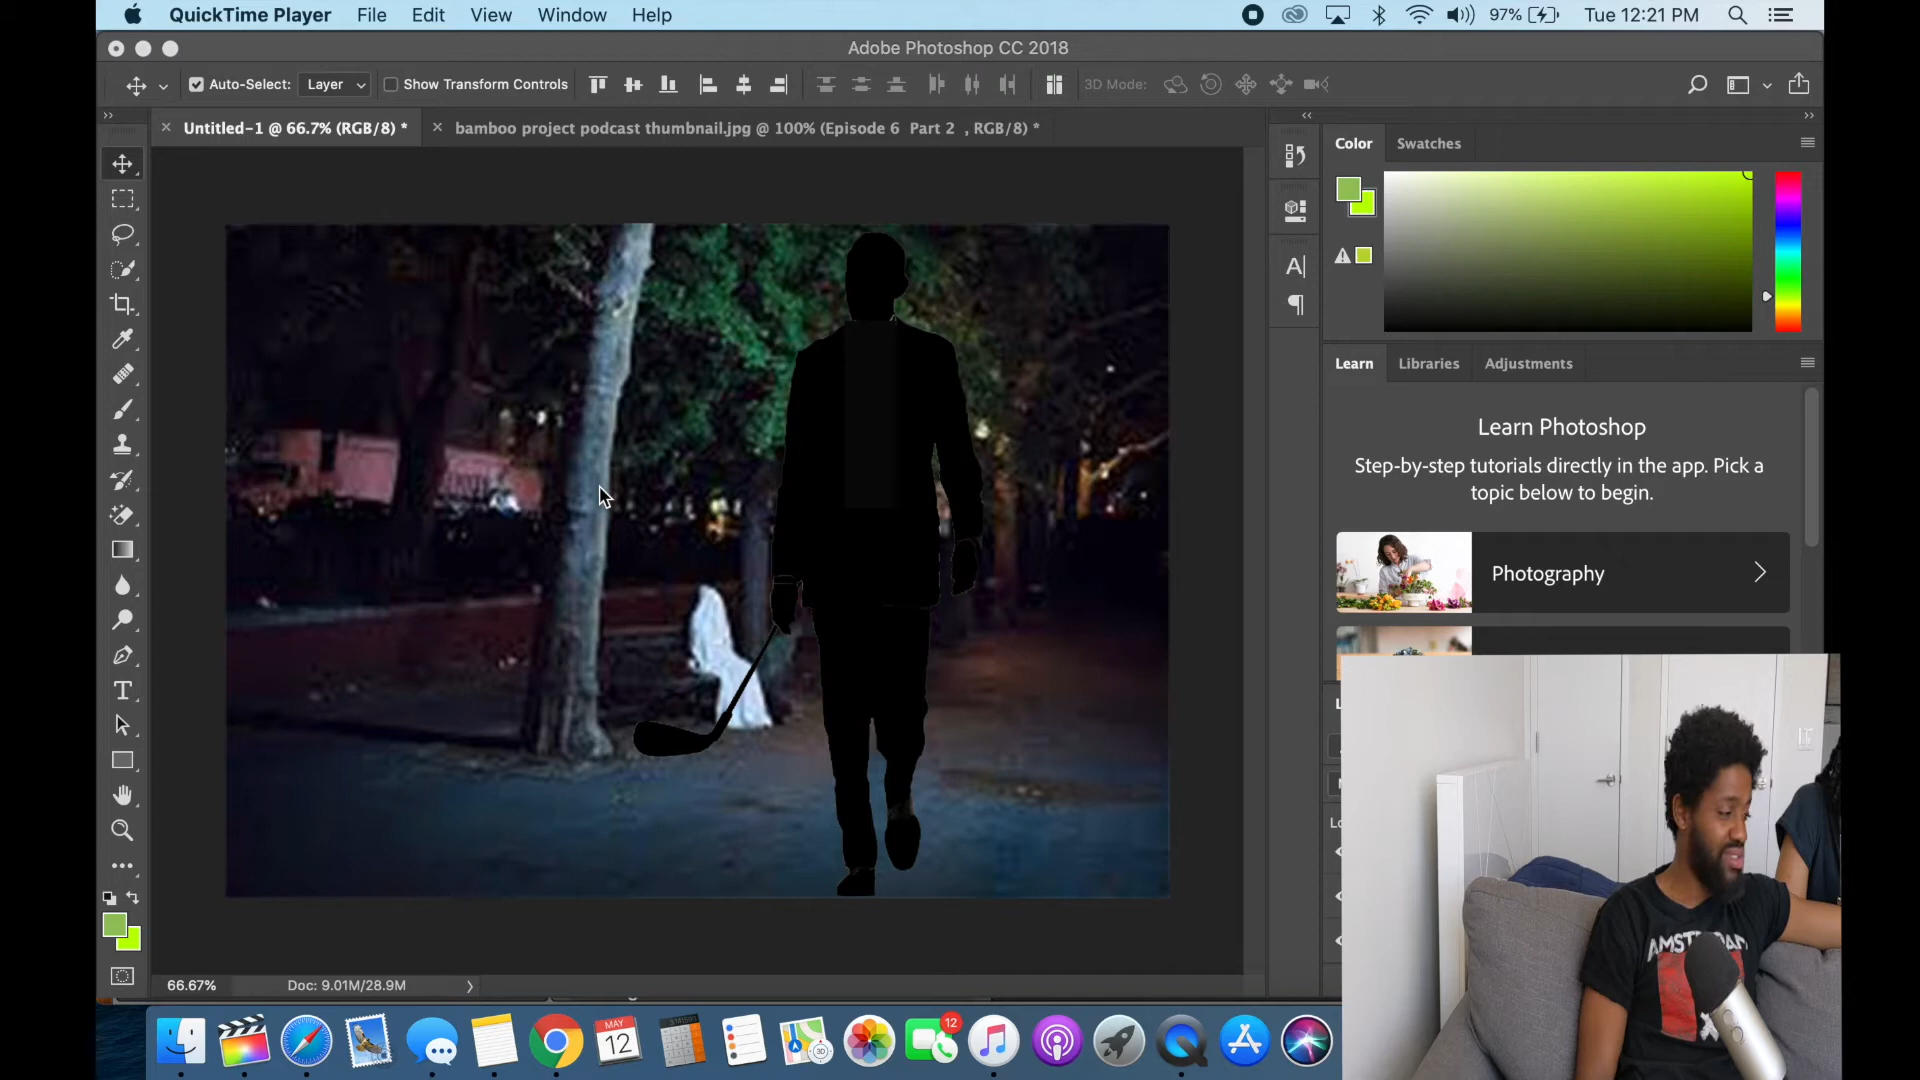 QuickTime Player File Edit View Window Help 97% Tue 12:21 PM
Adobe Photoshop CC 2018
Auto-Select: Layer Show Transform Controls 3D Mode:
Untitled-1 @ 66.7% (RGB/8) * bamboo project podcast thumbnail.jpg @ 100% (Episode 6 Part 2 , RGB/8) *
Color Swatches
Learn Libraries Adjustments
Learn Photoshop
Step-by-step tutorials directly in the app. Pick a
topic below to begin.
Photography
66.67% Doc: 9.01M/28.9M
12
MAY
12
3D